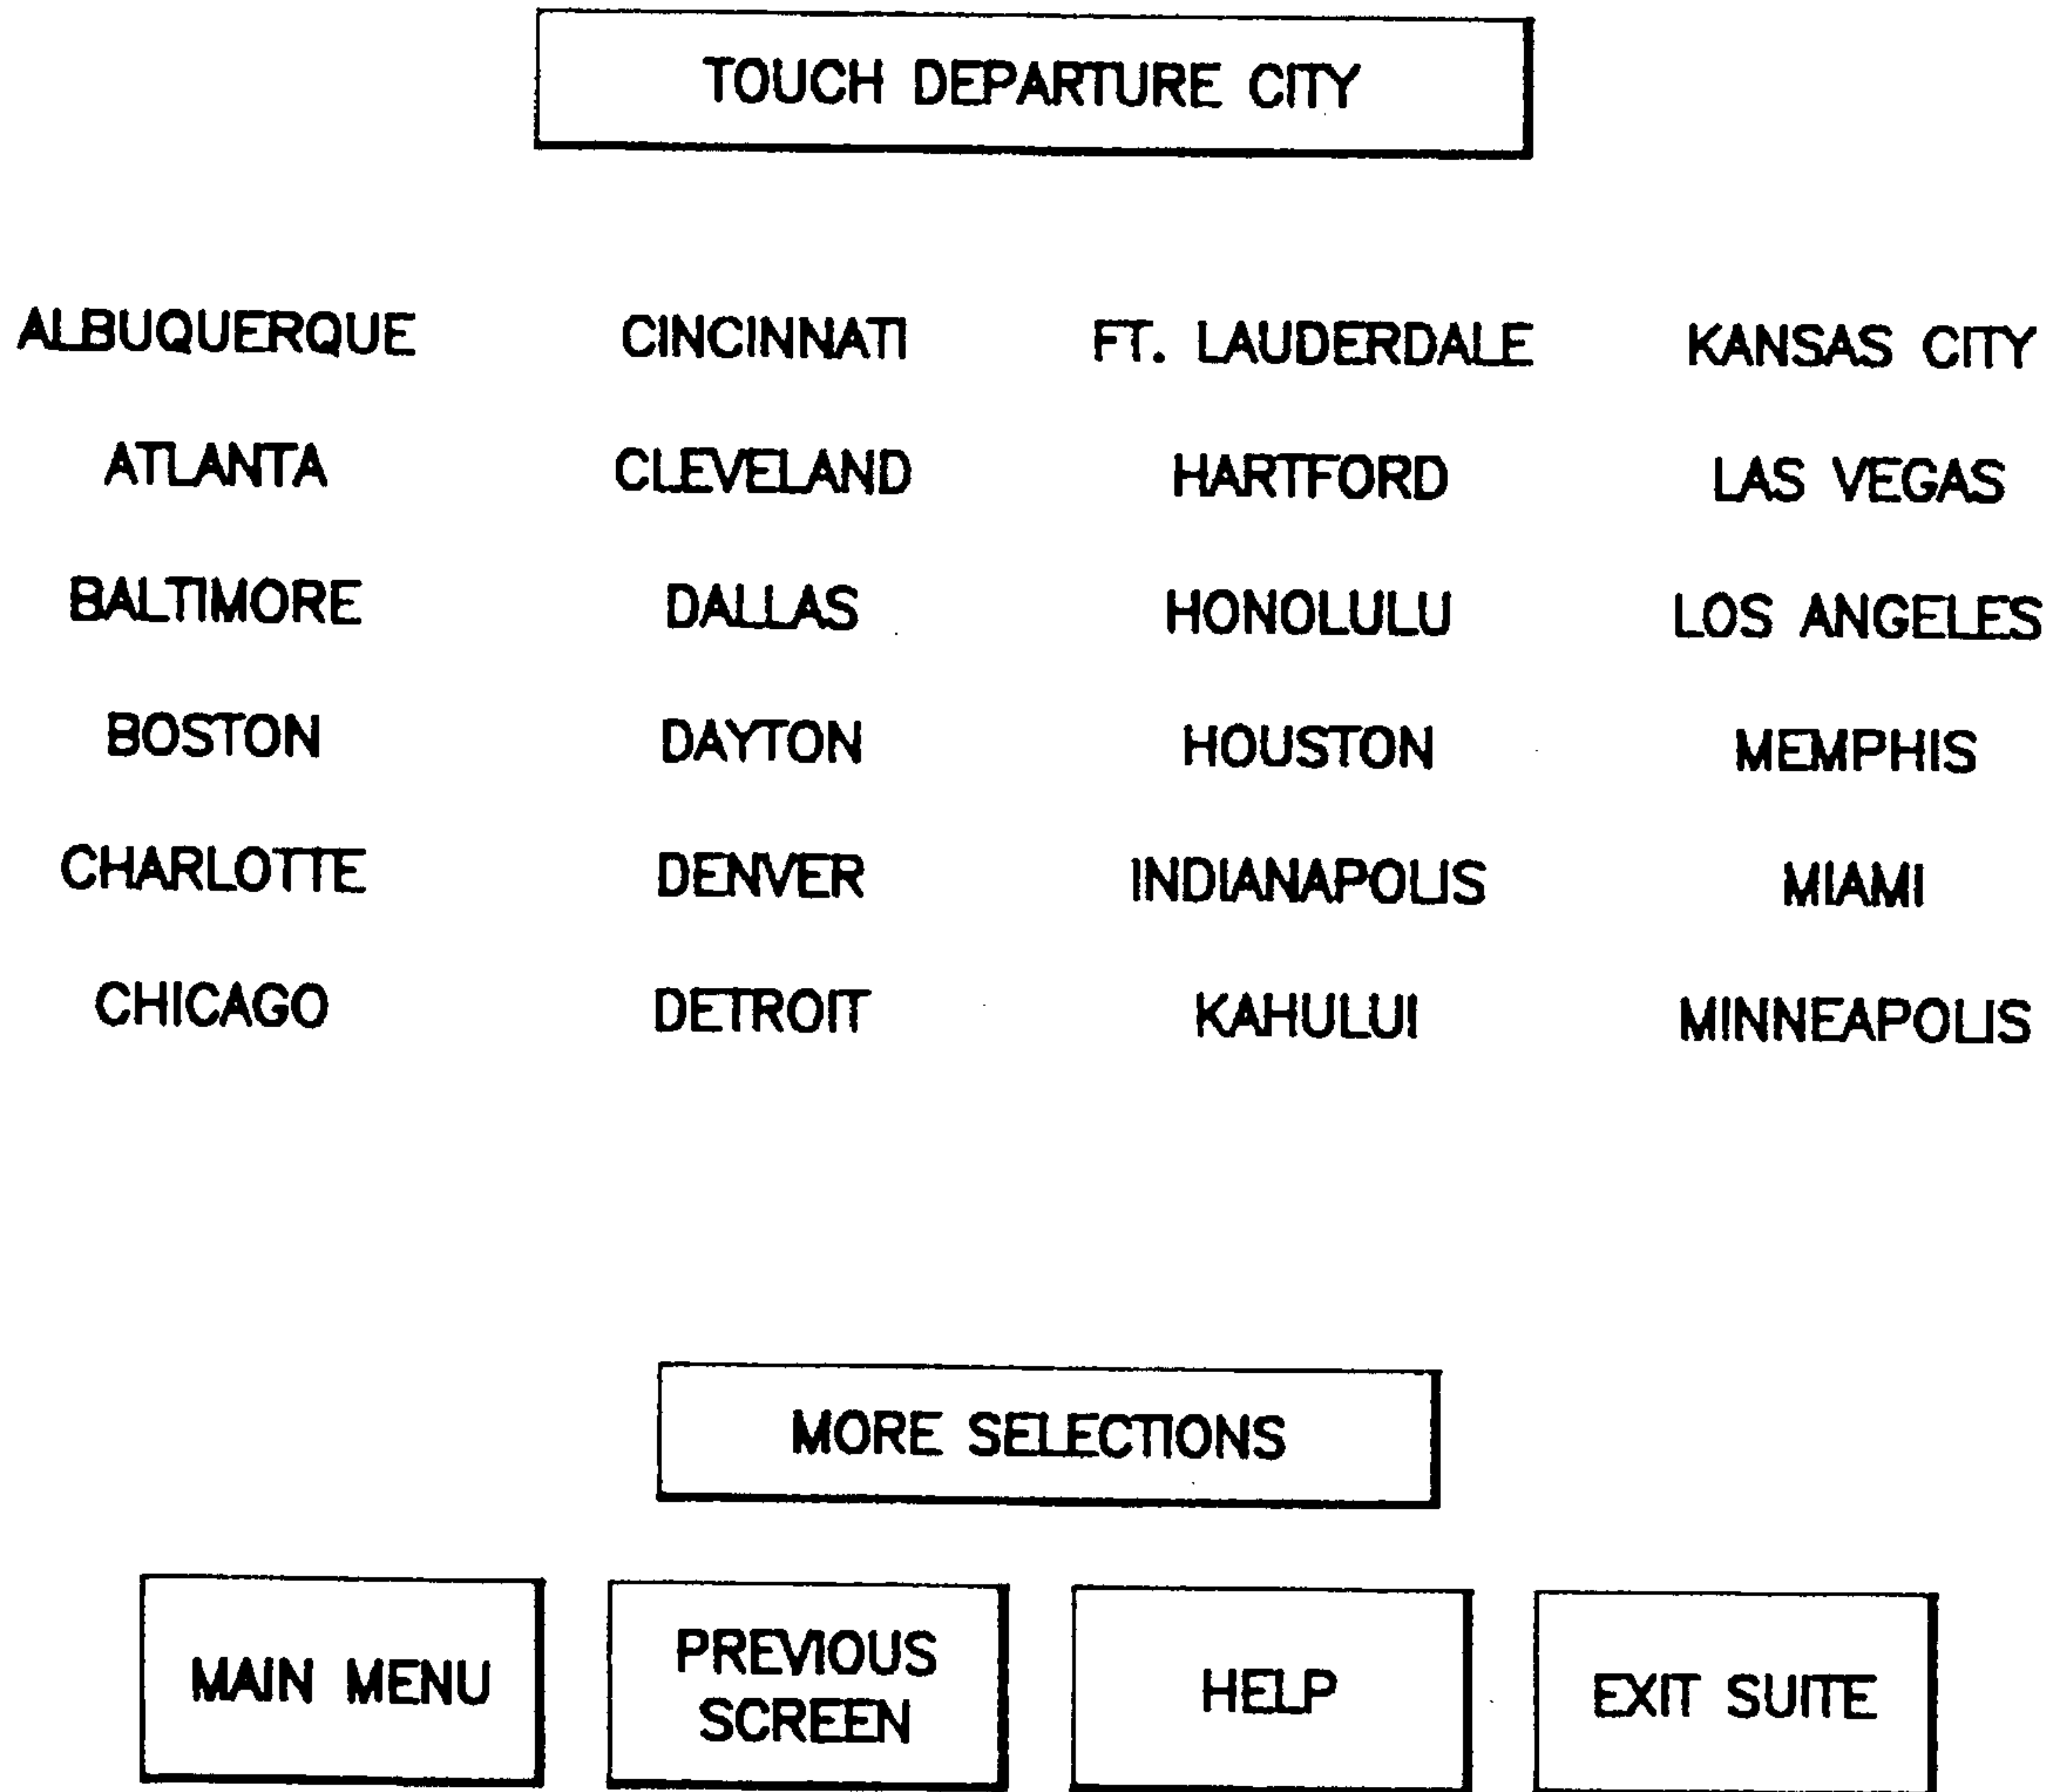 TOUCH DEPARTURE CITY
ALBUQUERQUE CINCINNATI FT. LAUDERDALE KANSAS CITY
ATLANTA CLEVELAND HARTFORD LAS VEGAS
BALTIMORE DALLAS HONOLULU LOS ANGELES
BOSTON DAYTON HOUSTON MEMPHIS
CHARLOTTE DENVER INDIANAPOLIS MIAMI
CHICAGO DETROIT KAHULUI MINNEAPOLIS
MORE SELECTIONS
MAIN MENU
PREVIOUS
SCREEN
HELP
EXIT SUITE